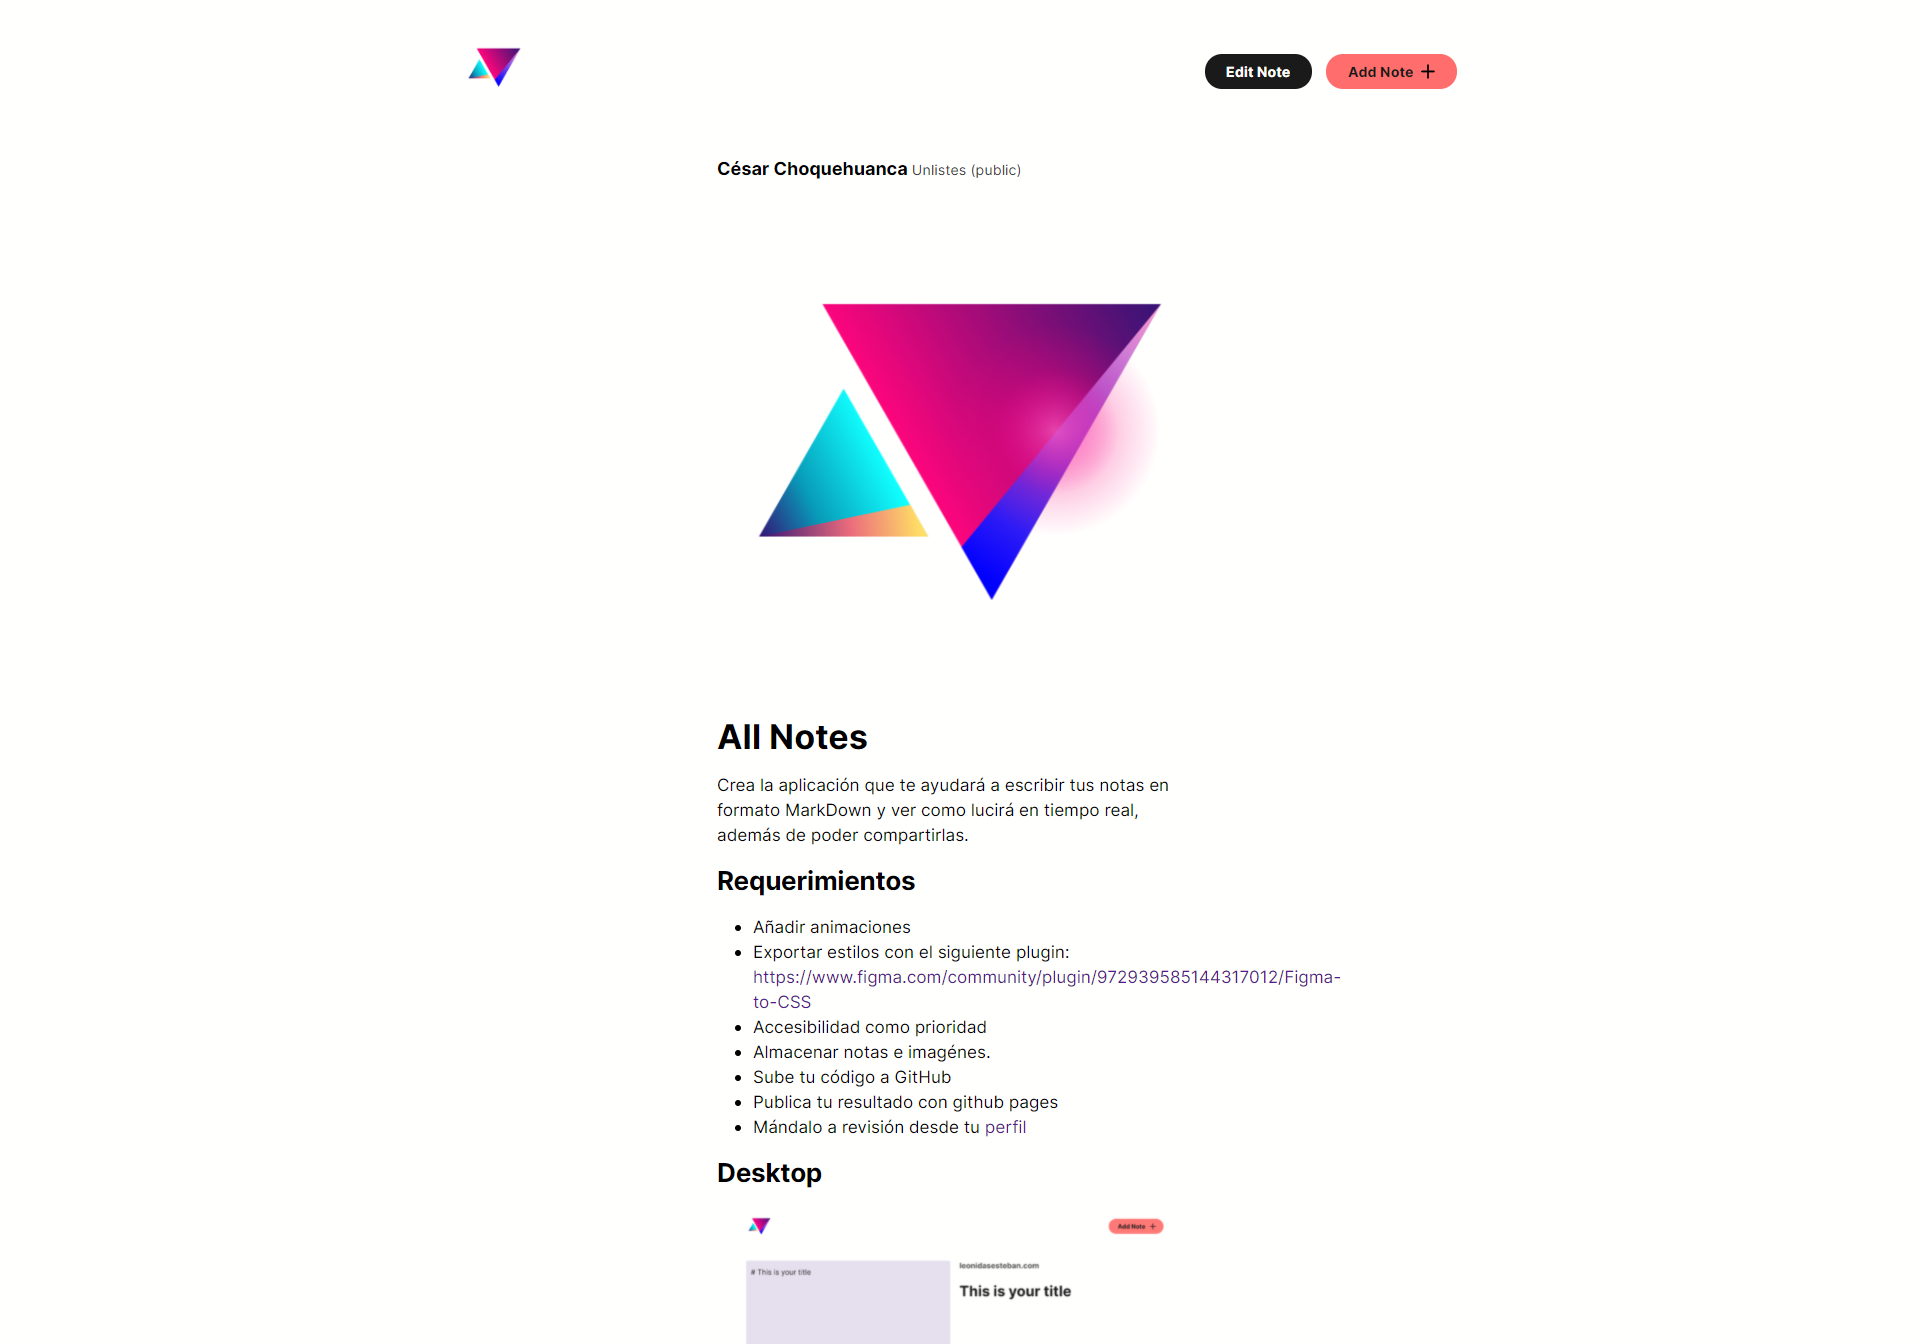 Edit Note
Add Note
César Choquehuanca Unlistes (public)
All Notes
Crea la aplicación que te ayudará a escribir tus notas en
formato MarkDown y ver como lucirá en tiempo real,
además de poder compartirlas.
Requerimientos
Añadir animaciones
Exportar estilos con el siguiente plugin:
https://www.figma.com/community/plugin/972939585144317012/Figma-
to-CSS
Accesibilidad como prioridad
Almacenar notas e imagénes.
Sube tu código a GitHub
Publica tu resultado con github pages
Mándalo a revisión desde tu perfil
Desktop
Add Note
leonidasesteban.com
# This is your title
This is your title